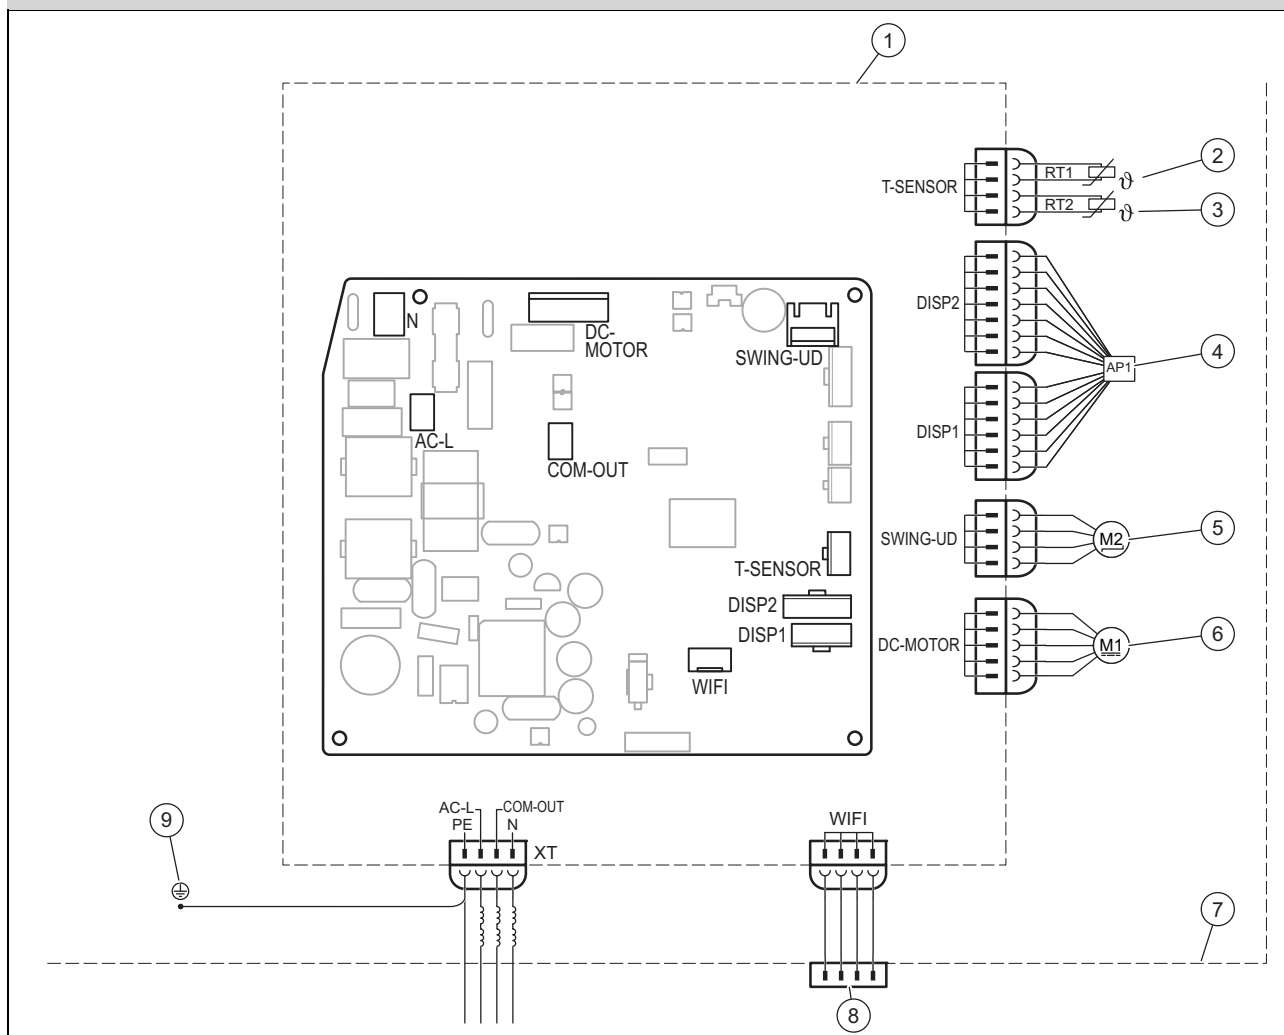 1
T-SENSOR
RT1
ϑ
2
RT2
ϑ
3
DISP2
DISP1
AP1
4
N
DC-
MOTOR
SWING-UD
AC-L
COM-OUT
SWING-UD
M2
5
T-SENSOR
DISP2
DISP1
WIFI
DC-MOTOR
M1
6
AC-L
COM-OUT
PE
N
XT
WIFI
9
7
8